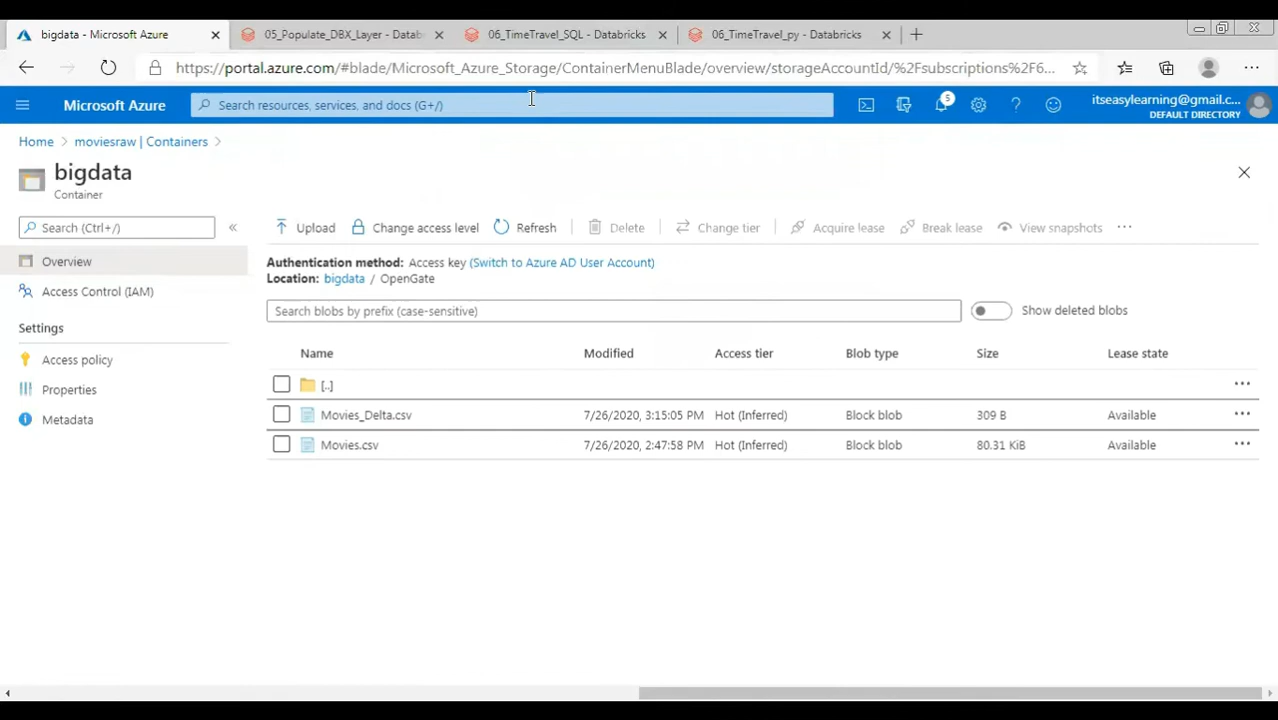 bigdata - Microsoft Azure
05_Populate_DBX_Layer - Datab
06_TimeTravel_SQL - Databricks
06_TimeTravel_py - Databricks
https://portal.azure.com/#blade/Microsoft_Azure_Storage/ContainerMenuBlade/overview/storageAccountId/%2Fsubscriptions%2F6...
Microsoft Azure
Search resources, services, and docs (G+/)
5
itseasylearning@gmail.c...
DEFAULT DIRECTORY
Home > moviesraw | Containers >
bigdata
Container
Search (Ctrl+/)
«
Upload
Change access level
Refresh
Delete
Change tier
Acquire lease
Break lease
View snapshots
Overview
Access Control (IAM)
Settings
Access policy
Properties
Metadata
Authentication method: Access key (Switch to Azure AD User Account)
Location: bigdata / OpenGate
Search blobs by prefix (case-sensitive)
Show deleted blobs
Name Modified Access tier Blob type Size Lease state
[..]
Movies_Delta.csv 7/26/2020, 3:15:05 PM Hot (Inferred) Block blob 309 B Available
Movies.csv 7/26/2020, 2:47:58 PM Hot (Inferred) Block blob 80.31 KiB Available